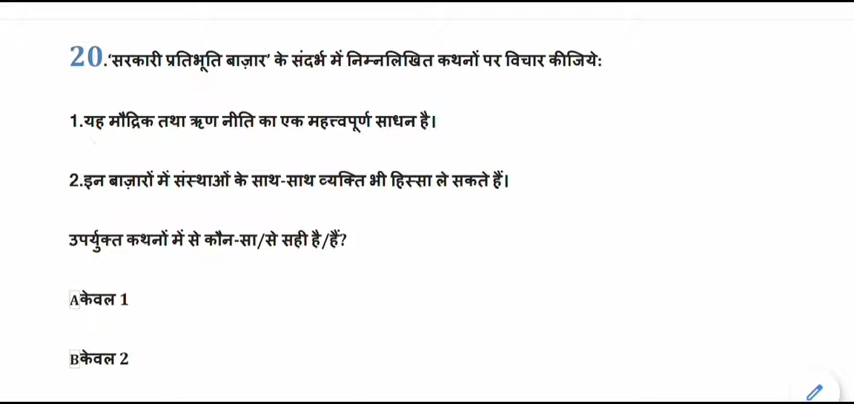 20.‘सरकारी प्रतिभूति बाज़ार’ के संदर्भ में निम्नलिखित कथनों पर विचार कीजिये:
1.यह मौद्रिक तथा ऋण नीति का एक महत्त्वपूर्ण साधन है।
2.इन बाज़ारों में संस्थाओं के साथ-साथ व्यक्ति भी हिस्सा ले सकते हैं।
उपर्युक्त कथनों में से कौन-सा/से सही है/हैं?
Aकेवल 1
Bकेवल 2